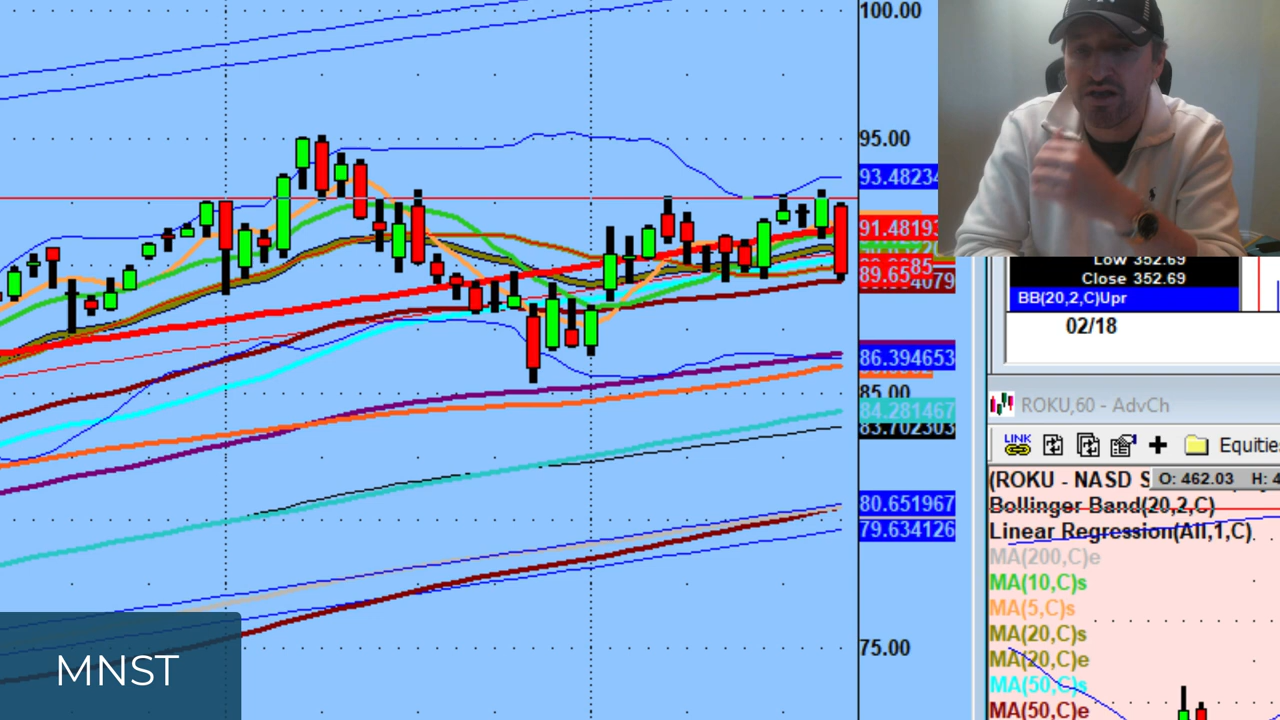 100.00
95.00
93.48234
91.48193
89.65
86.394653
85.00
84.281467
83.702303
80.651967
79.634126
75.00
MNST
Low 352.69
Close 352.69
BB(20,2,C)Upr
02/18
ROKU,60 - AdvCh
LINK
Equitie
(ROKU - NASD S
O: 462.03 H: 4
Bollinger Band(20,2,C)
Linear Regression(All,1,C)
MA(200,C)e
MA(10,C)s
MA(5,C)s
MA(20,C)s
MA(20,C)e
MA(50,C)s
MA(50,C)e